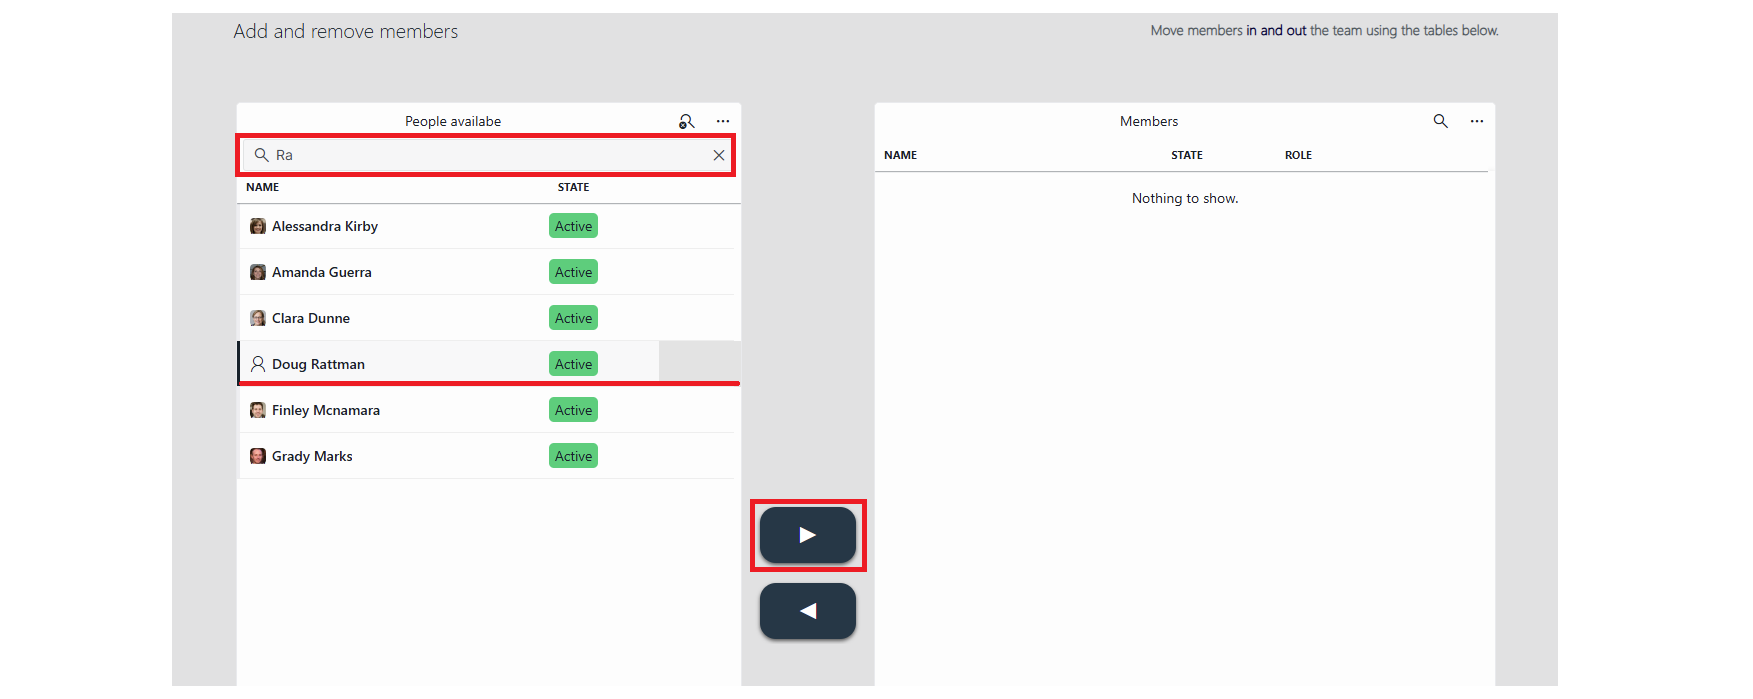 Add and remove members
Move members in and out the team using the tables below.
People availabe
Ra
NAME STATE
Alessandra Kirby Active
Amanda Guerra Active
Clara Dunne Active
Doug Rattman Active
Finley Mcnamara Active
Grady Marks Active
Members
NAME STATE ROLE
Nothing to show.